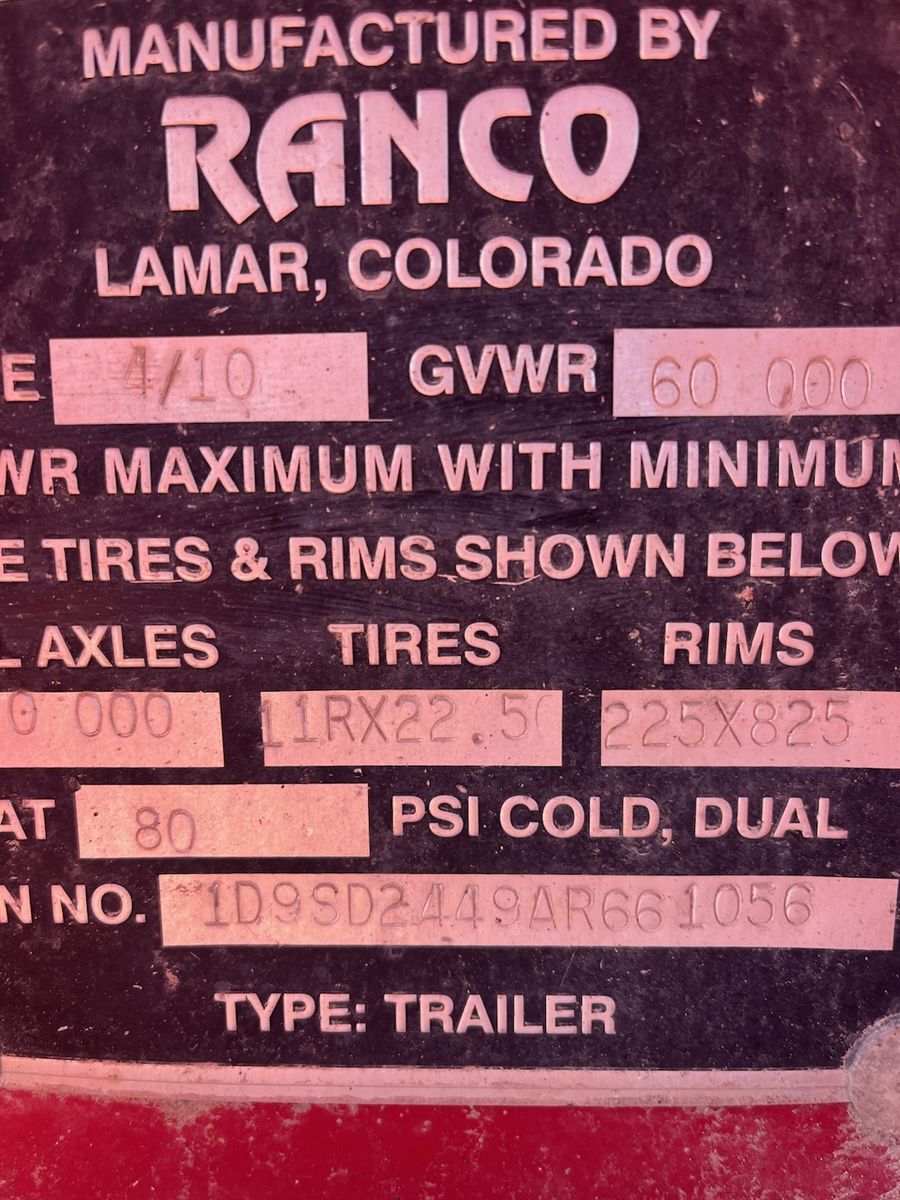 MANUFACTURED BY
RANCO
LAMAR, COLORADO
E 4/10 GVWR 60 000
WR MAXIMUM WITH MINIMUM
E TIRES & RIMS SHOWN BELOW
L AXLES TIRES RIMS
0 000 11RX22.50 225X825
AT 80 PSI COLD, DUAL
N NO. 1D9SD2449AR661056
TYPE: TRAILER